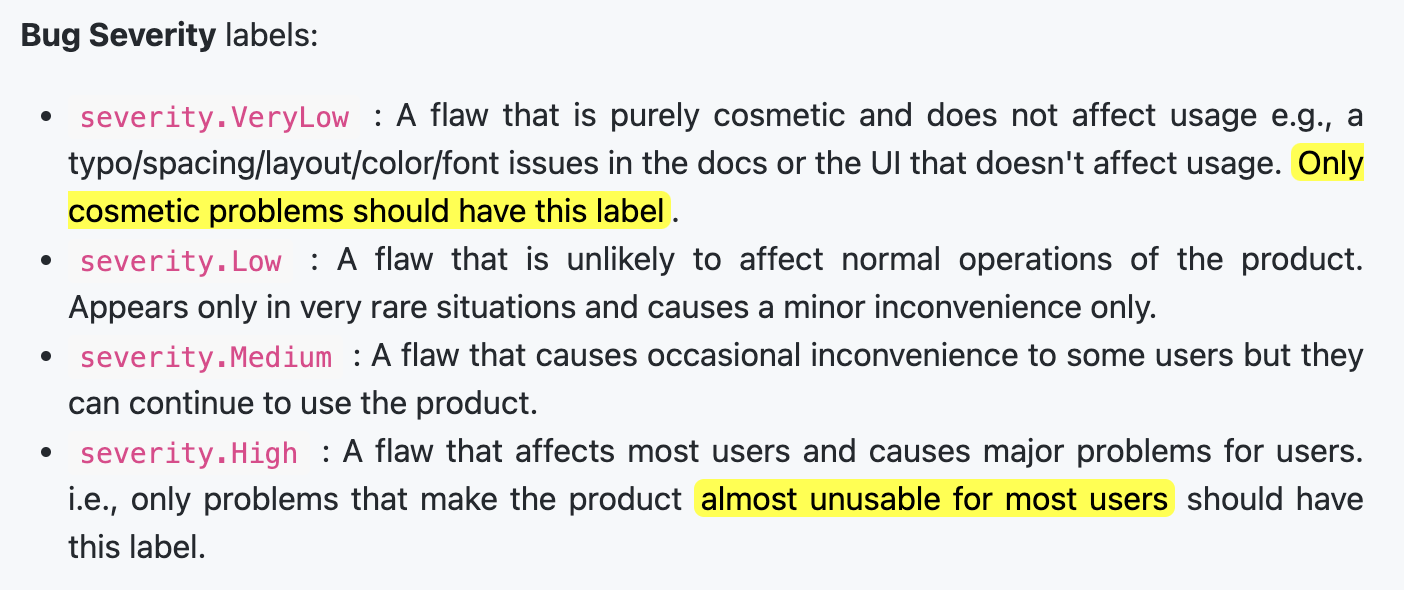 Bug Severity labels:
• severity.VeryLow : A flaw that is purely cosmetic and does not affect usage e.g., a
typo/spacing/layout/color/font issues in the docs or the UI that doesn't affect usage. Only
cosmetic problems should have this label.
• severity.Low : A flaw that is unlikely to affect normal operations of the product.
Appears only in very rare situations and causes a minor inconvenience only.
• severity.Medium : A flaw that causes occasional inconvenience to some users but they
can continue to use the product.
• severity.High : A flaw that affects most users and causes major problems for users.
i.e., only problems that make the product almost unusable for most users should have
this label.